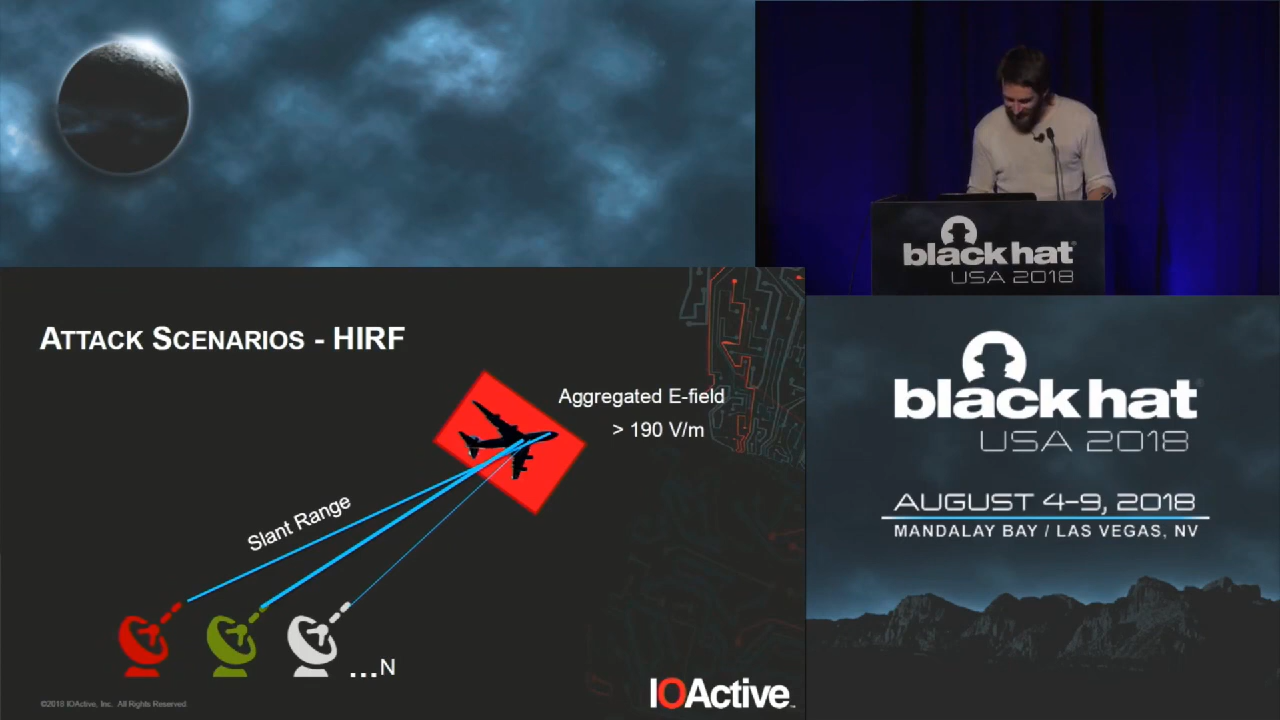 black hat
USA 2018
ATTACK SCENARIOS - HIRF
Aggregated E-field
> 190 V/m
Slant Range
...N
©2018 IOActive, Inc. All Rights Reserved
IOActive™
black hat
USA 2018
AUGUST 4-9, 2018
MANDALAY BAY / LAS VEGAS, NV